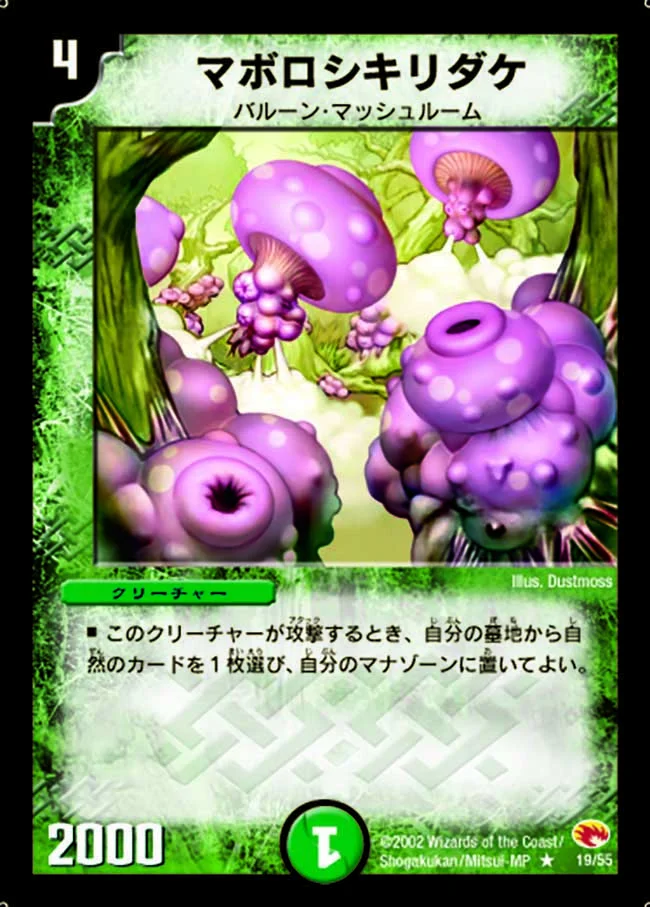 4
マボロシキリダケ
バルーン・マッシュルーム
Illus. Dustmoss
クリーチャー
■ このクリーチャーが攻撃するとき、自分の墓地から自
然のカードを1枚選び、自分のマナゾーンに置いてよい。
2000
1
©2002 Wizards of the Coast/
Shogakukan/Mitsui-MP ★ 19/55